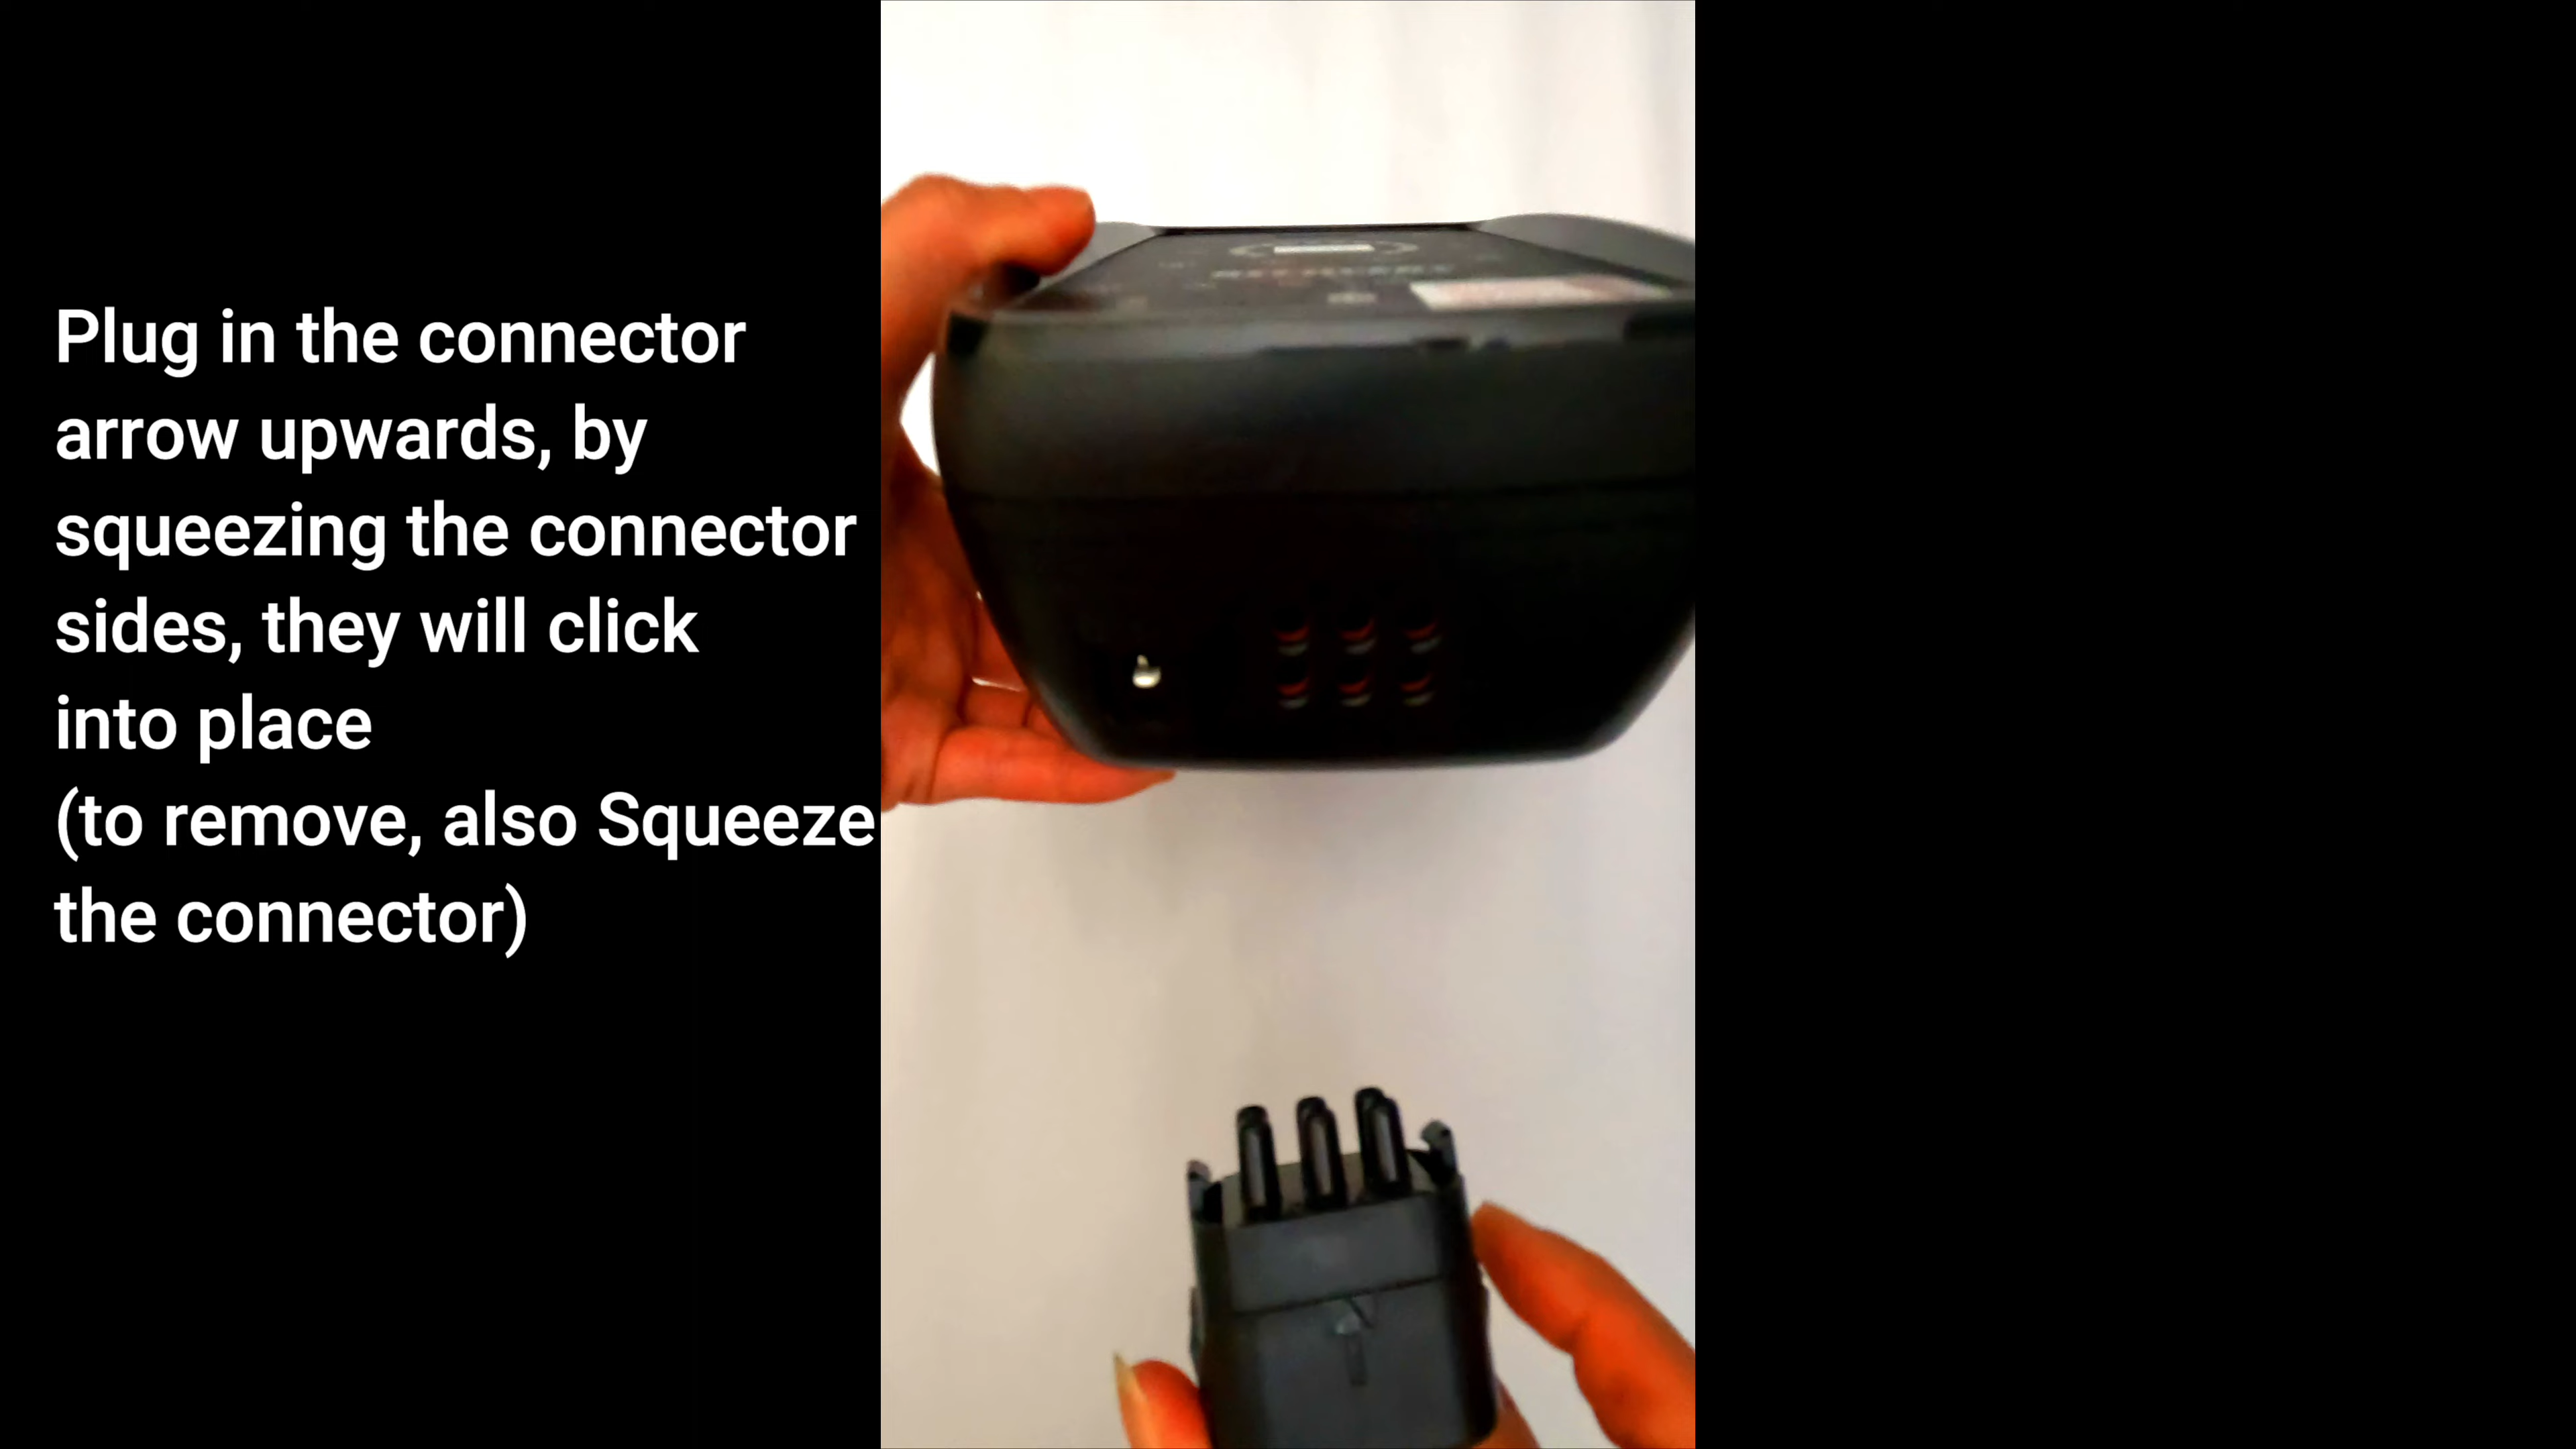 Plug in the connector
arrow upwards, by
squeezing the connector
sides, they will click
into place
(to remove, also Squeeze
the connector)